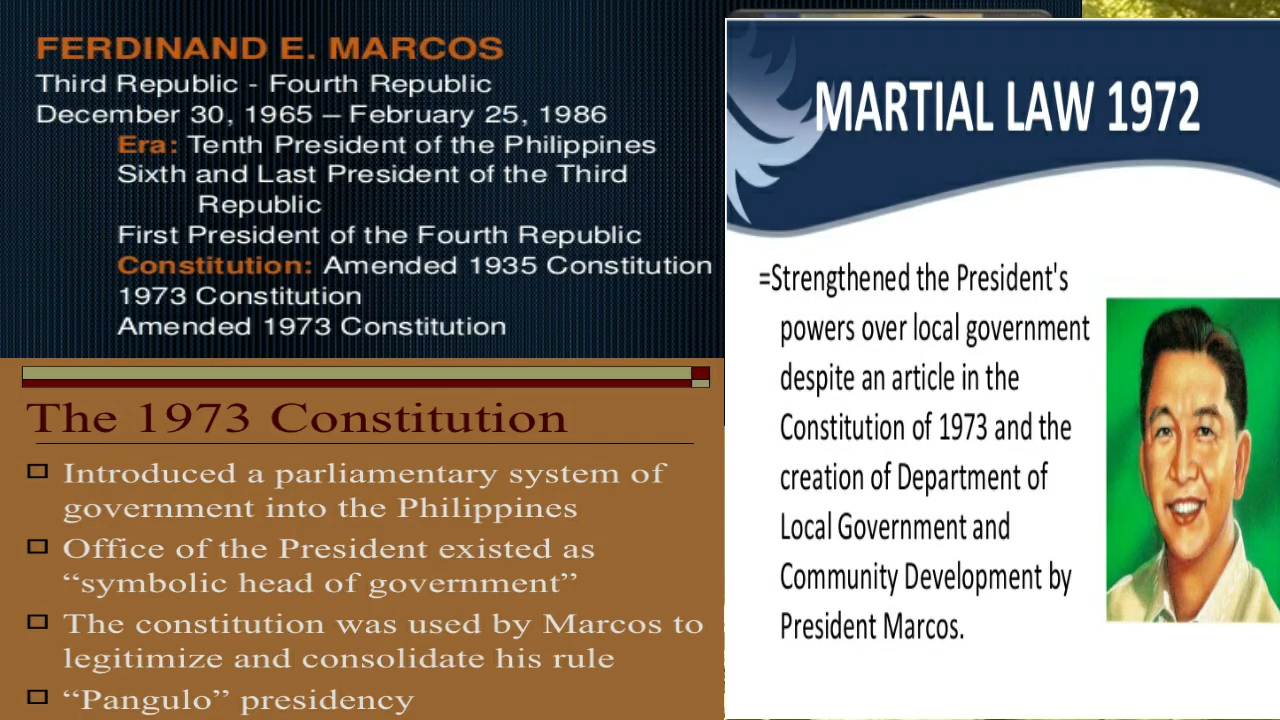 FERDINAND E. MARCOS
Third Republic - Fourth Republic
December 30, 1965 – February 25, 1986
Era: Tenth President of the Philippines
Sixth and Last President of the Third
Republic
First President of the Fourth Republic
Constitution: Amended 1935 Constitution
1973 Constitution
Amended 1973 Constitution
The 1973 Constitution
Introduced a parliamentary system of
government into the Philippines
Office of the President existed as
“symbolic head of government”
The constitution was used by Marcos to
legitimize and consolidate his rule
“Pangulo” presidency
MARTIAL LAW 1972
=Strengthened the President's
powers over local government
despite an article in the
Constitution of 1973 and the
creation of Department of
Local Government and
Community Development by
President Marcos.